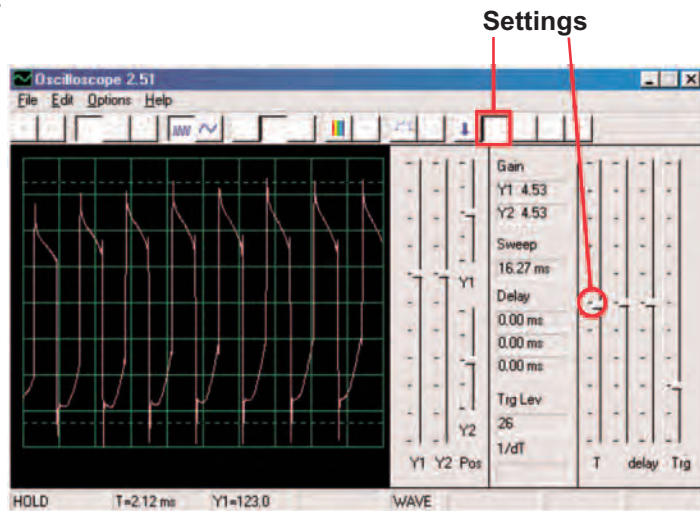 Settings
Oscilloscope 2.51
File Edit Options Help
Gain
Y1 4.53
Y2 4.53
Sweep
16.27 ms
Delay
0.00 ms
0.00 ms
0.00 ms
Trg Lev
26
1/dT
Y1
Y2
Y1 Y2 Pos
T delay Trg
HOLD T=2.12 ms Y1=123.0 WAVE